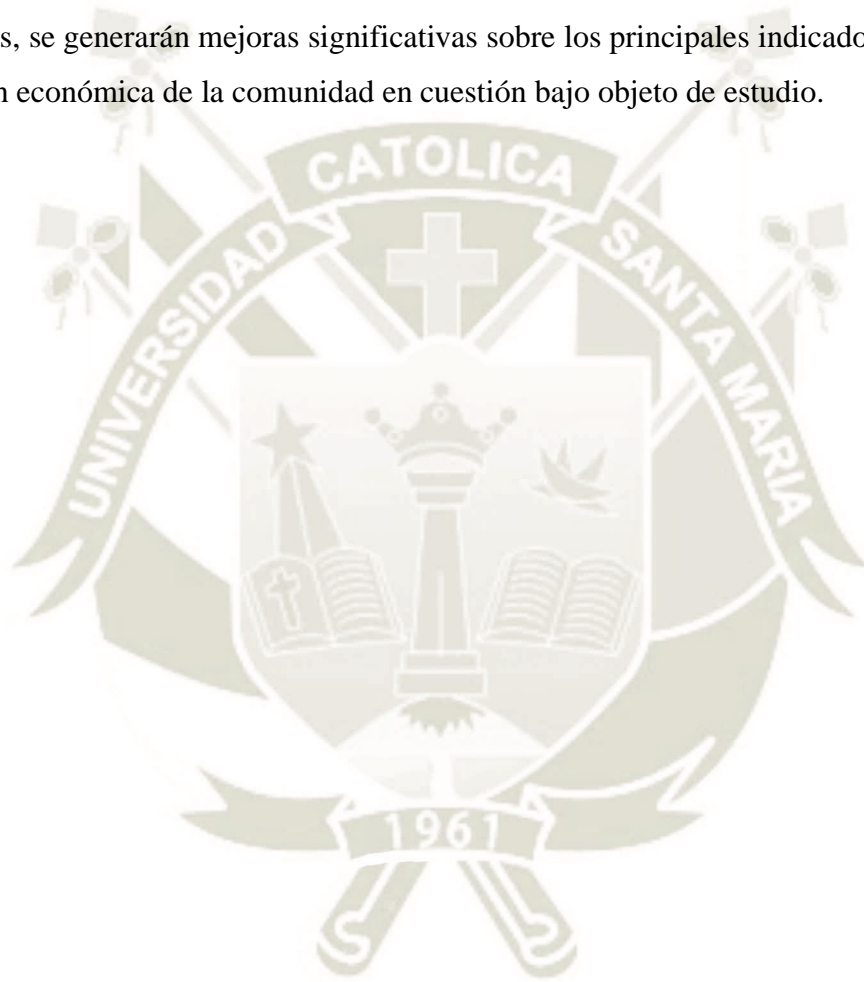 s, se generarán mejoras significativas sobre los principales indicado
n económica de la comunidad en cuestión bajo objeto de estudio.
CATOLICA
UNIVERSIDAD
SANTA MARIA
1961